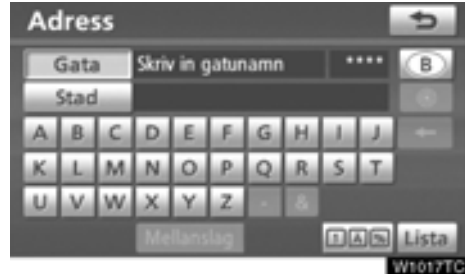 Adress
Gata Skriv in gatunamn **** B
Stad
A B C D E F G H I J
K L M N O P Q R S T
U V W X Y Z - &
Mellanslag Lista
W1017TC